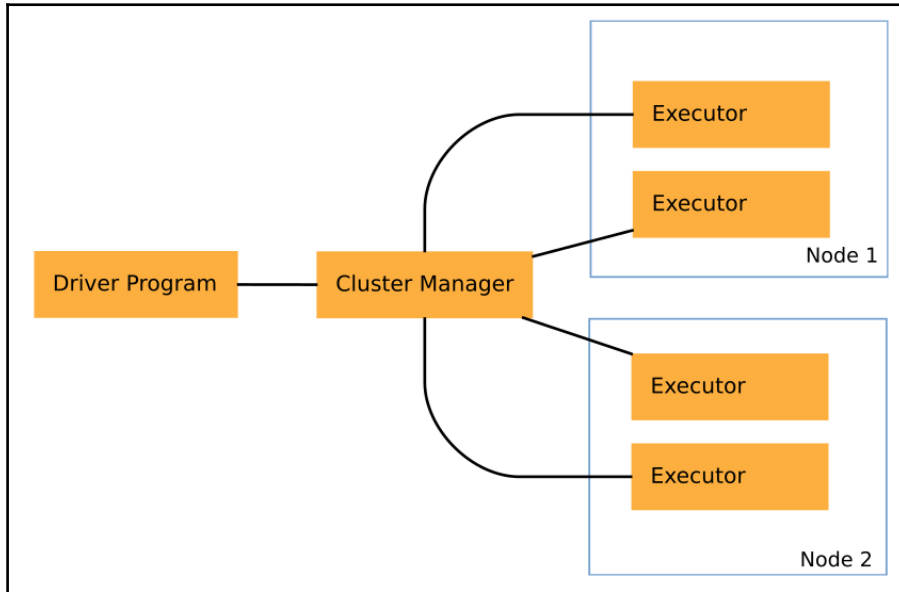 Executor
Executor
Node 1
Driver Program
Cluster Manager
Executor
Executor
Node 2